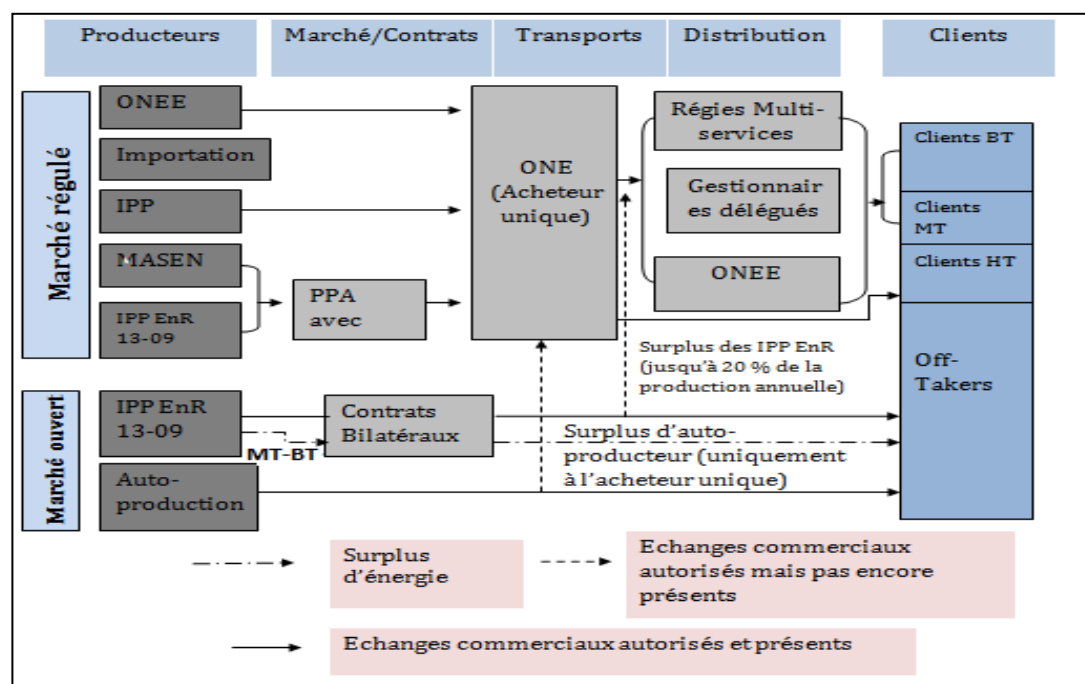 Producteurs
Marché/Contrats
Transports
Distribution
Clients
Marché régulé
ONEE
Importation
IPP
MASEN
IPP EnR
13-09
PPA
avec
ONE
(Acheteur
unique)
Régies Multi-
services
Gestionnair
es délégués
ONEE
Clients BT
Clients
MT
Clients HT
Off-
Takers
Surplus des IPP EnR
(jusqu'à 20 % de la
production annuelle)
Marché ouvert
IPP EnR
13-09
MT-BT
Auto-
production
Contrats
Bilatéraux
Surplus d'auto-
producteur (uniquement
à l'acheteur unique)
Surplus
d'énergie
Echanges commerciaux
autorisés mais pas encore
présents
Echanges commerciaux autorisés et présents